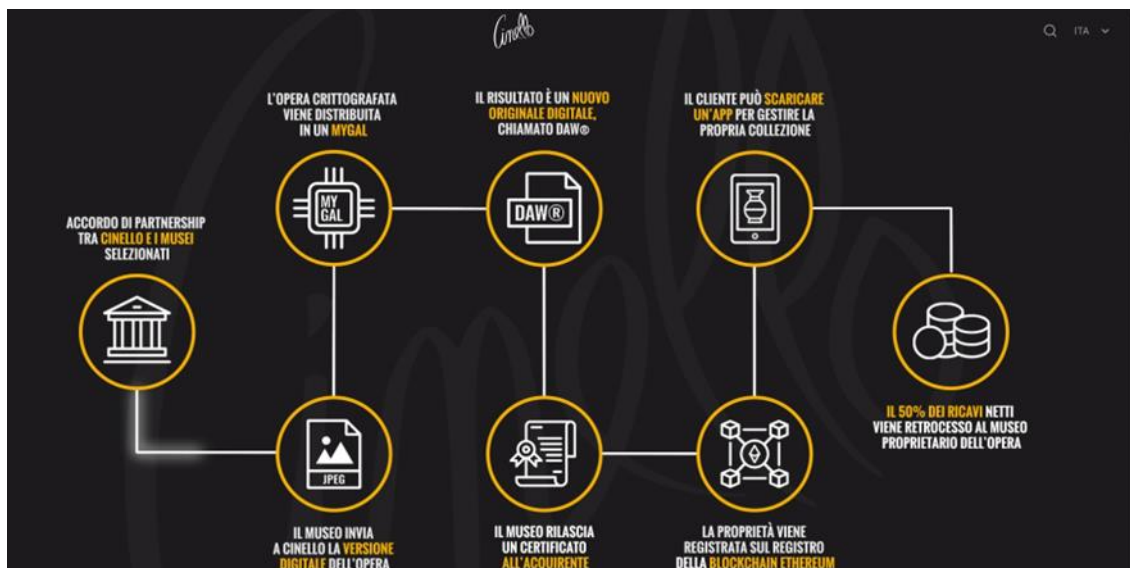 Cinello
ITA
L'OPERA CRITTOGRAFATA
VIENE DISTRIBUITA
IN UN MYGAL
IL RISULTATO È UN NUOVO
ORIGINALE DIGITALE,
CHIAMATO DAW®
IL CLIENTE PUÒ SCARICARE
UN'APP PER GESTIRE LA
PROPRIA COLLEZIONE
MY
GAL
DAW®
ACCORDO DI PARTNERSHIP
TRA CINELLO E I MUSEI
SELEZIONATI
IL 50% DEI RICAVI NETTI
VIENE RETROCESSO AL MUSEO
PROPRIETARIO DELL'OPERA
JPEG
IL MUSEO INVIA
A CINELLO LA VERSIONE
DIGITALE DELL'OPERA
IL MUSEO RILASCIA
UN CERTIFICATO
ALL'ACQUIRENTE
LA PROPRIETÀ VIENE
REGISTRATA SUL REGISTRO
DELLA BLOCKCHAIN ETHEREUM